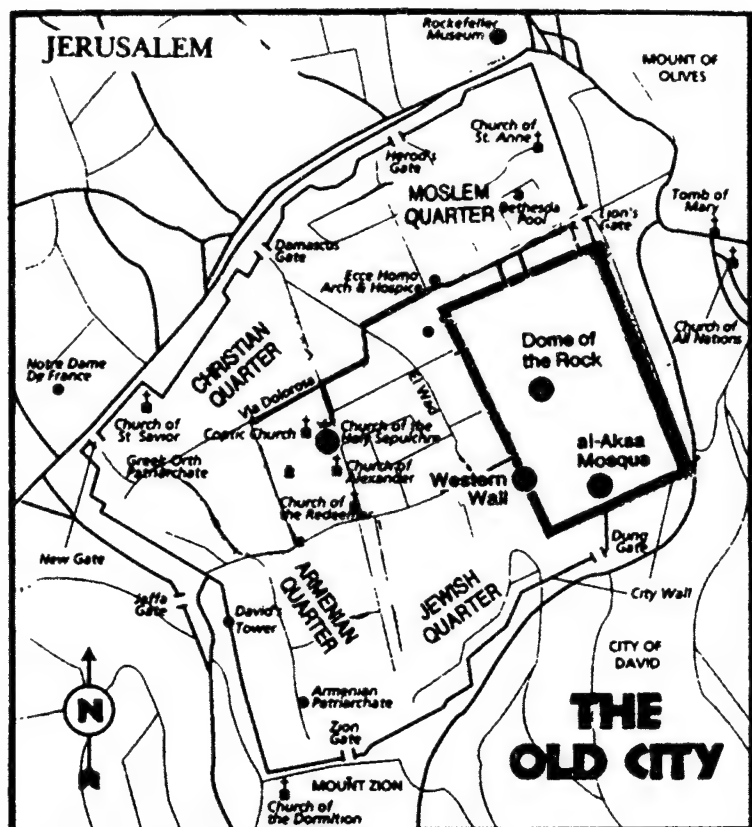 Rockefeller
Museum
JERUSALEM
MOUNT OF
OLIVES
Church of
St. Anne
Herod's
Gate
MOSLEM
QUARTER
Bethesda
Pool
Lion's
Gate
Tomb of
Mary
Damascus
Gate
Ecce Homo
Arch & Hospice
Church of
All Nations
CHRISTIAN
QUARTER
Dome of
the Rock
Notre Dame
De France
Via Dolorosa
El Wad
Church of
St Savior
Coptic Church
Church of the
Holy Sepulchre
al-Aksa
Mosque
Greek Orth
Patriarchate
Church of
Alexander
Western
Wall
Church of
the Redeemer
New Gate
Dung
Gate
Jaffa
Gate
ARMENIAN
QUARTER
JEWISH
QUARTER
City Wall
David's
Tower
CITY OF
DAVID
N
Armenian
Patriarchate
THE
OLD CITY
Zion
Gate
MOUNT ZION
Church of
the Dormition